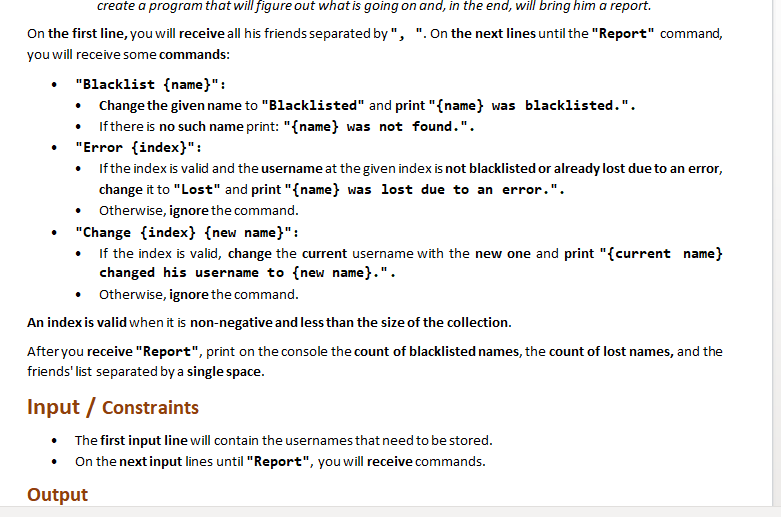 create a program that will figure out what is going on and, in the end, will bring him a report.
On the first line, you will receive all his friends separated by ", ". On the next lines until the "Report" command,
you will receive some commands:
• "Blacklist {name}":
• Change the given name to "Blacklisted" and print "{name} was blacklisted.".
• If there is no such name print: "{name} was not found.".
• "Error {index}":
• If the index is valid and the username at the given index is not blacklisted or already lost due to an error,
change it to "Lost" and print "{name} was lost due to an error.".
• Otherwise, ignore the command.
• "Change {index} {new name}":
• If the index is valid, change the current username with the new one and print "{current name}
changed his username to {new name}.".
• Otherwise, ignore the command.
An index is valid when it is non-negative and less than the size of the collection.
After you receive "Report", print on the console the count of blacklisted names, the count of lost names, and the
friends' list separated by a single space.
Input / Constraints
• The first input line will contain the usernames that need to be stored.
• On the next input lines until "Report", you will receive commands.
Output